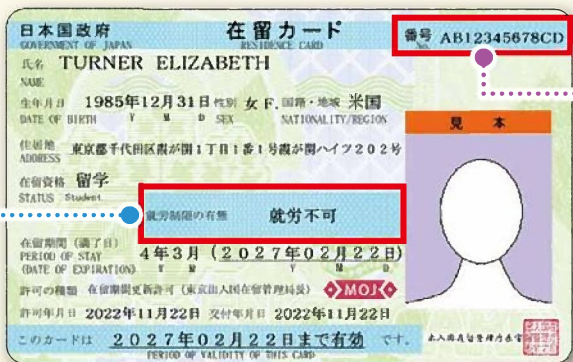 日本国政府 在留カード 番号 AB12345678CD
GOVERNMENT OF JAPAN RESIDENCE CARD No.
氏名 TURNER ELIZABETH
NAME
生年月日 1985年12月31日 性別 女 F. 国籍・地域 米国
DATE OF BIRTH Y M D SEX NATIONALITY/REGION
見本
住居地 東京都千代田区霞が関1丁目1番1号霞が関ハイツ202号
ADDRESS
在留資格 留学
STATUS Student
就労制限の有無 就労不可
在留期間(満了日) 4年3月(2027年02月22日)
PERIOD OF STAY
(DATE OF EXPIRATION) Y M Y M D
許可の種類 在留期間更新許可(東京出入国在留管理局長) MOJ
許可年月日 2022年11月22日 交付年月日 2022年11月22日
このカードは 2027年02月22日まで有効 です。
PERIOD OF VALIDITY OF THIS CARD